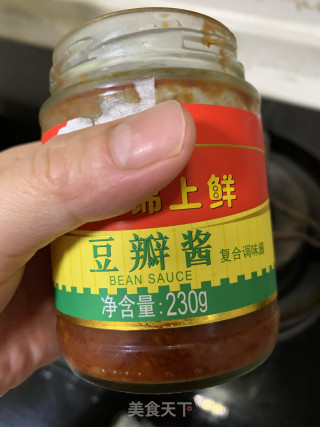 锦上鲜
豆瓣酱 复合调味酱
BEAN SAUCE
净含量:230g
美食天下